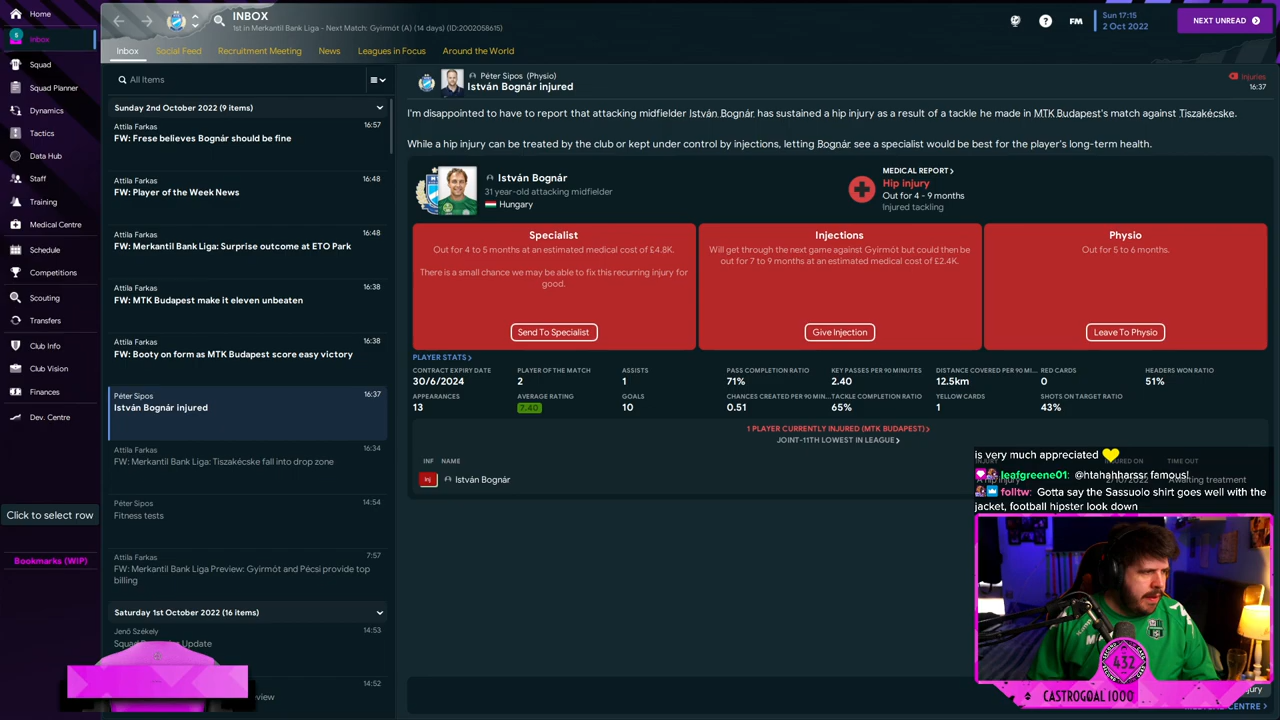 Home
Inbox
5
Squad
Squad Planner
Dynamics
Tactics
Data Hub
Staff
Training
Medical Centre
Schedule
Competitions
Scouting
Transfers
Club Info
Club Vision
Finances
Dev. Centre
Click to select row
Bookmarks (WIP)
INBOX
1st in Merkantil Bank Liga - Next Match: Gyirmót (A) (14 days) (ID:2002058615)
FM
Sun 17:15
2 Oct 2022
NEXT UNREAD
Inbox
Social Feed
Recruitment Meeting
News
Leagues in Focus
Around the World
All Items
Sunday 2nd October 2022 (9 items)
Attila Farkas 16:57
FW: Frese believes Bognár should be fine
Attila Farkas 16:48
FW: Player of the Week News
Attila Farkas 16:48
FW: Merkantil Bank Liga: Surprise outcome at ETO Park
Attila Farkas 16:38
FW: MTK Budapest make it eleven unbeaten
Attila Farkas 16:38
FW: Booty on form as MTK Budapest score easy victory
Péter Sipos 16:37
István Bognár injured
Attila Farkas 16:34
FW: Merkantil Bank Liga: Tiszakécske fall into drop zone
Péter Sipos 14:54
Fitness tests
Attila Farkas 7:57
FW: Merkantil Bank Liga Preview: Gyirmót and Pécsi provide top
billing
Saturday 1st October 2022 (16 items)
Jenő Székely 14:53
Update
14:52
Péter Sipos (Physio)
István Bognár injured
Injuries
16:37
I'm disappointed to have to report that attacking midfielder István Bognár has sustained a hip injury as a result of a tackle he made in MTK Budapest's match against Tiszakécske.
While a hip injury can be treated by the club or kept under control by injections, letting Bognár see a specialist would be best for the player's long-term health.
István Bognár
31 year-old attacking midfielder
Hungary
MEDICAL REPORT
Hip injury
Out for 4 - 9 months
Injured tackling
Specialist
Out for 4 to 5 months at an estimated medical cost of £4.8K.
There is a small chance we may be able to fix this recurring injury for
good.
Send To Specialist
Injections
Will get through the next game against Gyirmót but could then be
out for 7 to 9 months at an estimated medical cost of £2.4K.
Give Injection
Physio
Out for 5 to 6 months.
Leave To Physio
PLAYER STATS
CONTRACT EXPIRY DATE PLAYER OF THE MATCH ASSISTS PASS COMPLETION RATIO KEY PASSES PER 90 MINUTES DISTANCE COVERED PER 90 MI... RED CARDS HEADERS WON RATIO
30/6/2024 2 1 71% 2.40 12.5km 0 51%
APPEARANCES AVERAGE RATING GOALS CHANCES CREATED PER 90 MIN... TACKLE COMPLETION RATIO YELLOW CARDS SHOTS ON TARGET RATIO
13 7.40 10 0.51 65% 1 43%
1 PLAYER CURRENTLY INJURED (MTK BUDAPEST)
JOINT-11TH LOWEST IN LEAGUE
INF NAME TIME OUT
Inj István Bognár Awaiting treatment
is very much appreciated
leafgreene01: @htahahhurssr famous!
folltw: Gotta say the Sassuolo shirt goes well with the
jacket, football hipster look down
432
CASTROGOAL 1000
MEDICAL CENTRE